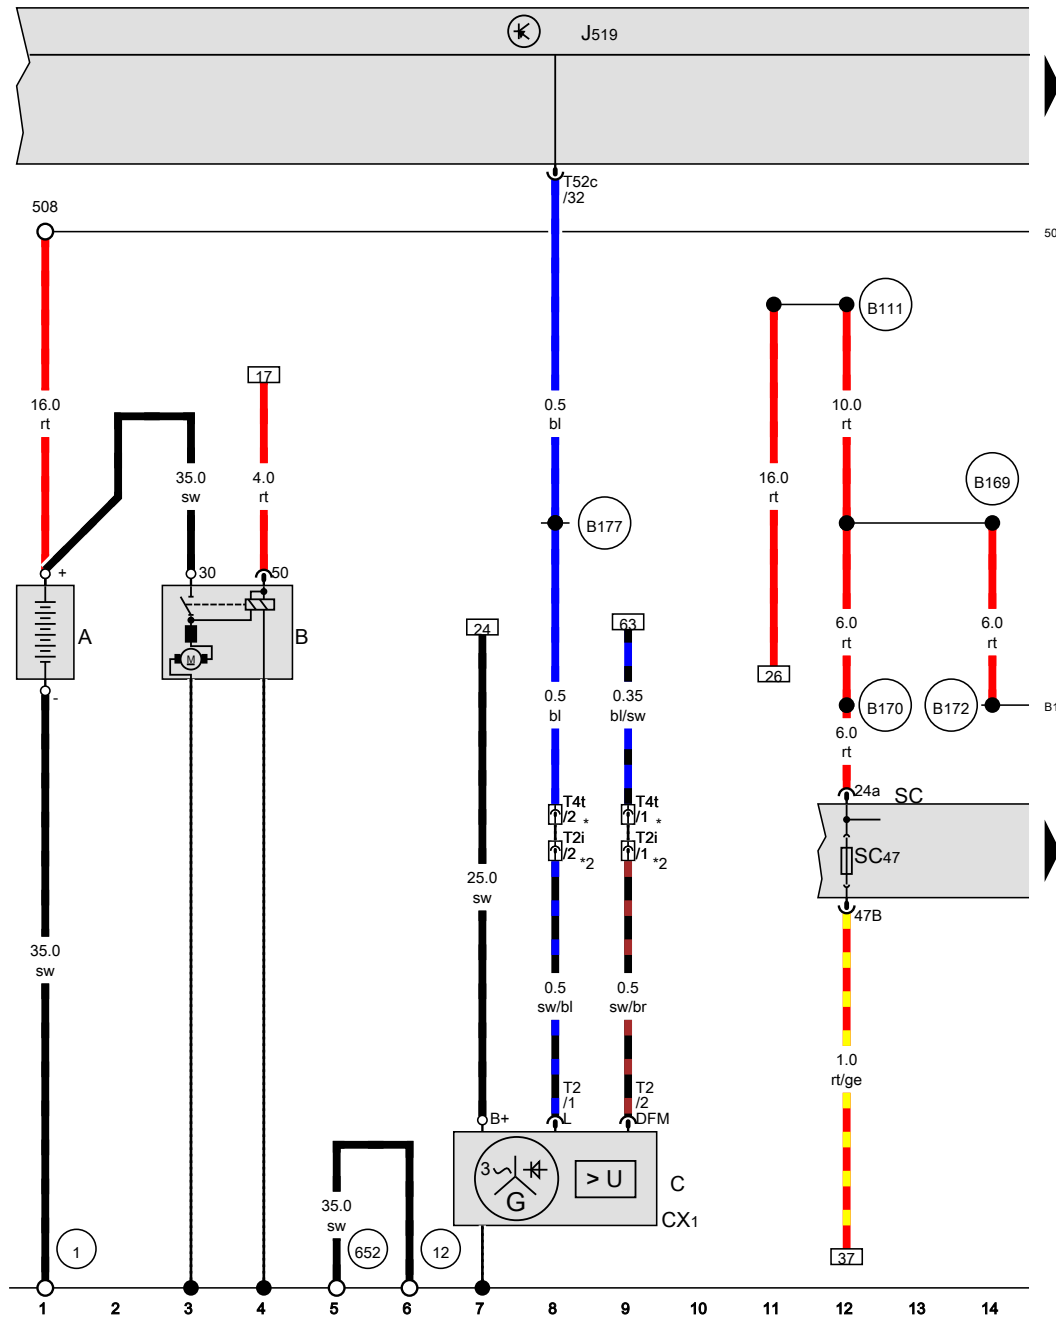 J519
T52c
/32
508
50
B111
17
16.0
rt
0.5
bl
10.0
rt
35.0
sw
4.0
rt
16.0
rt
B169
B177
+
30
50
A
B
M
24
63
6.0
rt
6.0
rt
26
-
0.5
bl
0.35
bl/sw
B170
B172
B1
6.0
rt
24a
SC
T4t
/2 *
T4t
/1 *
T2i
/2 *2
T2i
/1 *2
SC47
25.0
sw
47B
35.0
sw
0.5
sw/bl
0.5
sw/br
1.0
rt/ge
T2
/1
T2
/2
B+
L
DFM
3
G
> U
C
CX1
35.0
sw
1
652
12
37
1 2 3 4 5 6 7 8 9 10 11 12 13 14